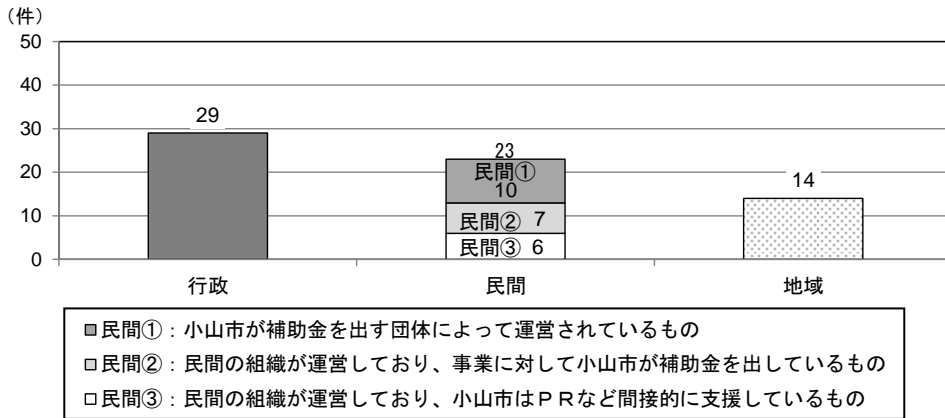 （件）
50
40
30
20
10
0
29
23
民間①
10
民間② 7
民間③ 6
14
行政
民間
地域
民間①：小山市が補助金を出す団体によって運営されているもの
民間②：民間の組織が運営しており、事業に対して小山市が補助金を出しているもの
民間③：民間の組織が運営しており、小山市はＰＲなど間接的に支援しているもの